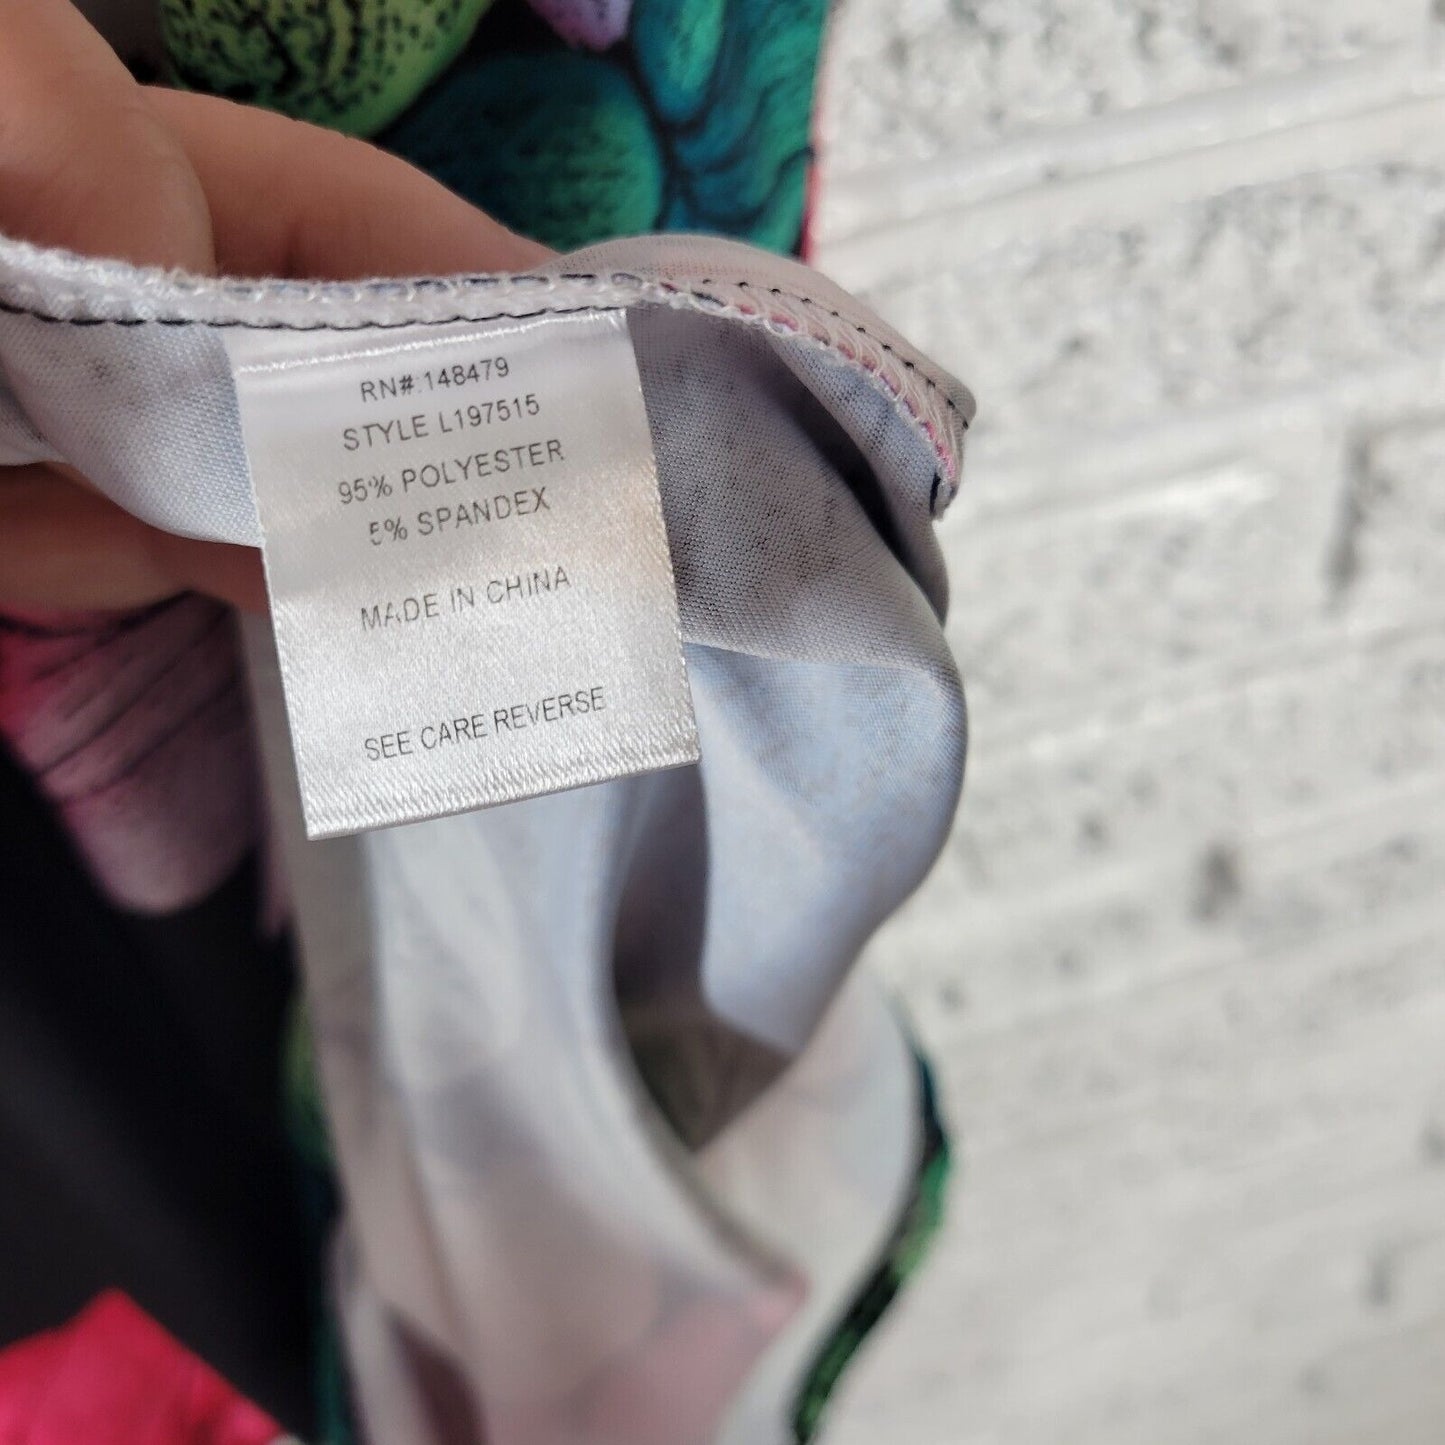 RN#.148479
STYLE L197515
95% POLYESTER
5% SPANDEX
MADE IN CHINA
SEE CARE REVERSE